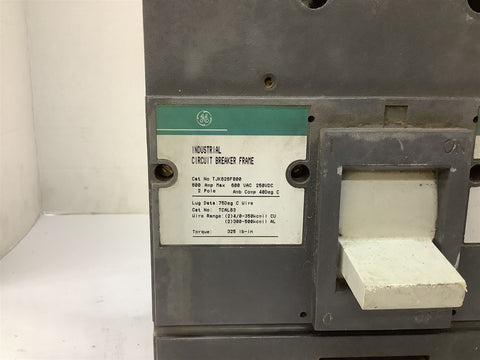 GE
INDUSTRIAL
CIRCUIT BREAKER FRAME
Cat No TJK626F000
600 Amp Max 600 VAC 250VDC
2 Pole Amb Comp 40Deg C
Lug Data: 75Deg C Wire
Cat No: TCAL63
Wire Range: (2)4/0-350kcmil CU
(2)300-500kcmil AL
Torque: 325 lb-in